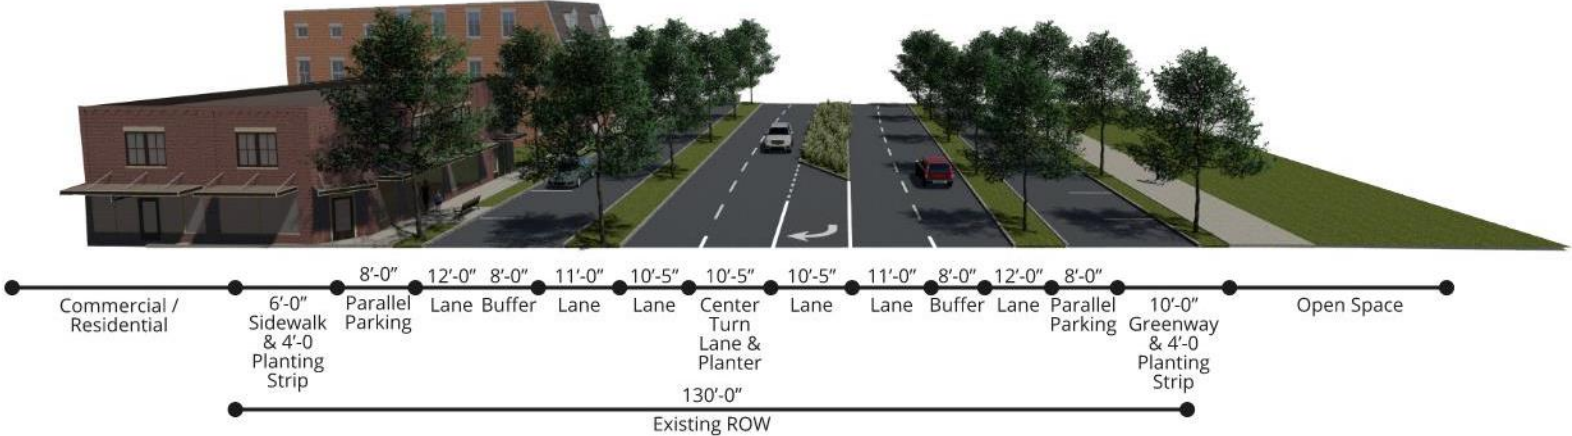 8'-0” 12'-0” 8'-0” 11'-0” 10'-5” 10'-5” 10'-5” 11'-0” 8'-0” 12'-0” 8'-0”
Commercial /
Residential
6'-0”
Sidewalk
& 4'-0
Planting
Strip
Parallel
Parking
Lane
Buffer
Lane
Lane
Center
Turn
Lane &
Planter
Lane
Lane
Buffer
Lane
Parallel
Parking
10'-0”
Greenway
& 4'-0
Planting
Strip
Open Space
130'-0”
Existing ROW